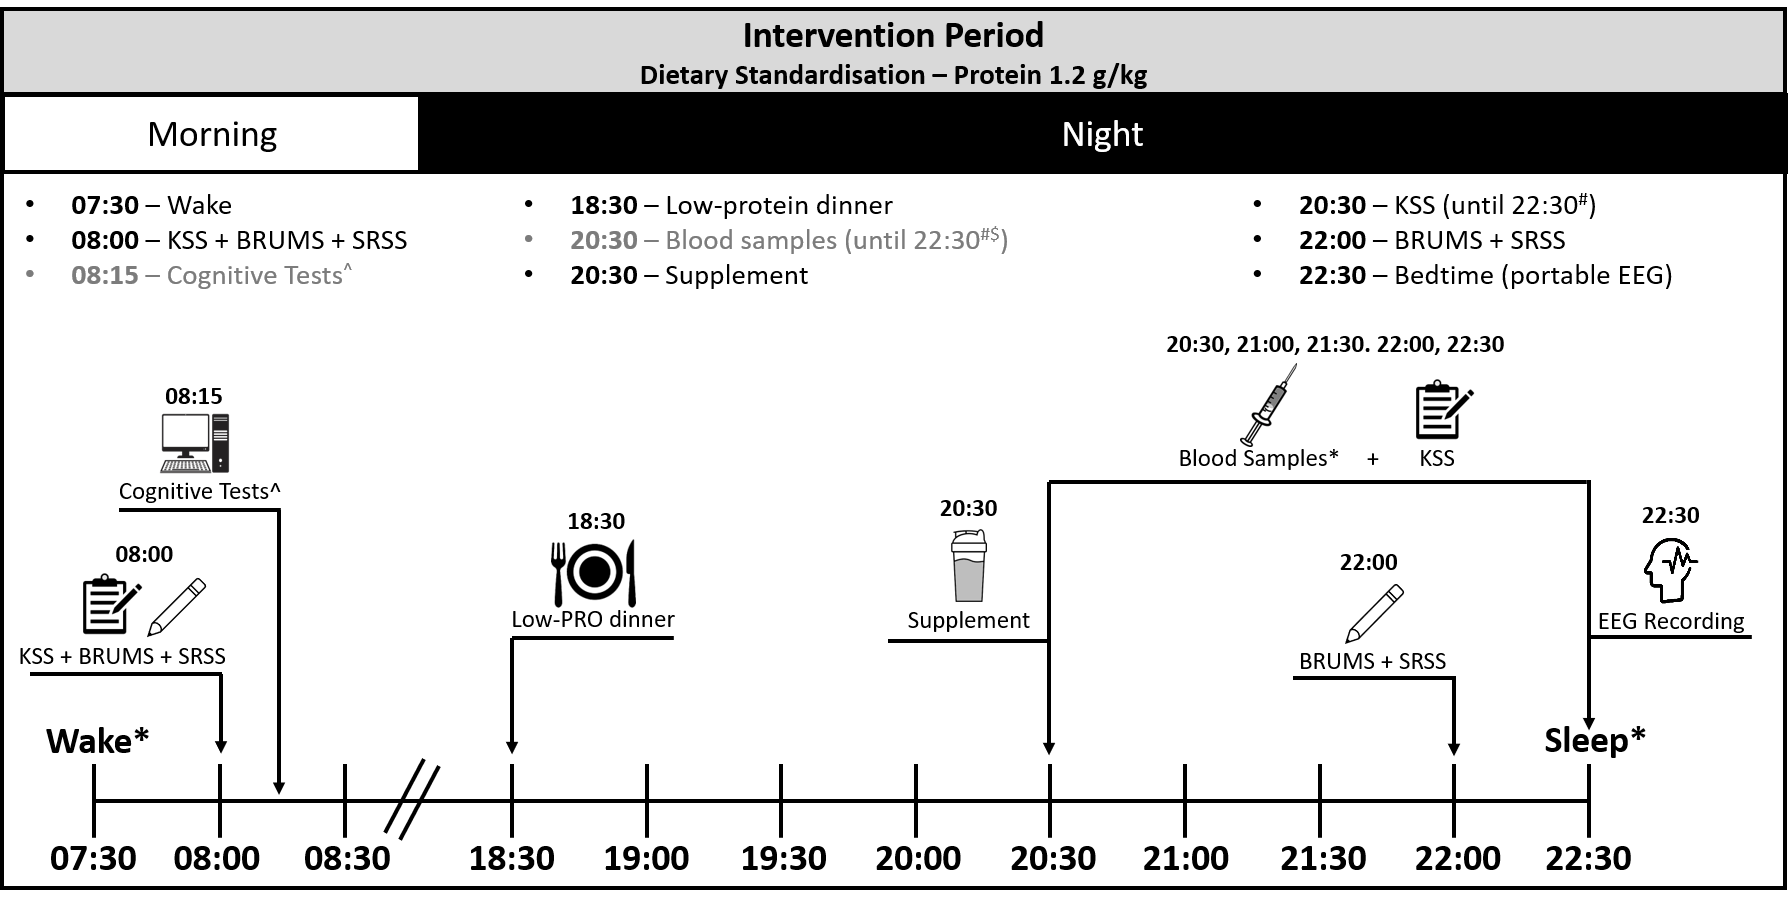 Intervention Period
Dietary Standardisation – Protein 1.2 g/kg
Morning
Night
• 07:30 – Wake
• 08:00 – KSS + BRUMS + SRSS
• 08:15 – Cognitive Tests^
• 18:30 – Low-protein dinner
• 20:30 – Blood samples (until 22:30#$)
• 20:30 – Supplement
• 20:30 – KSS (until 22:30#)
• 22:00 – BRUMS + SRSS
• 22:30 – Bedtime (portable EEG)
20:30, 21:00, 21:30. 22:00, 22:30
Blood Samples* + KSS
08:15
Cognitive Tests^
08:00
KSS + BRUMS + SRSS
18:30
Low-PRO dinner
20:30
Supplement
22:00
BRUMS + SRSS
22:30
EEG Recording
Wake*
Sleep*
07:30 08:00 08:30 18:30 19:00 19:30 20:00 20:30 21:00 21:30 22:00 22:30